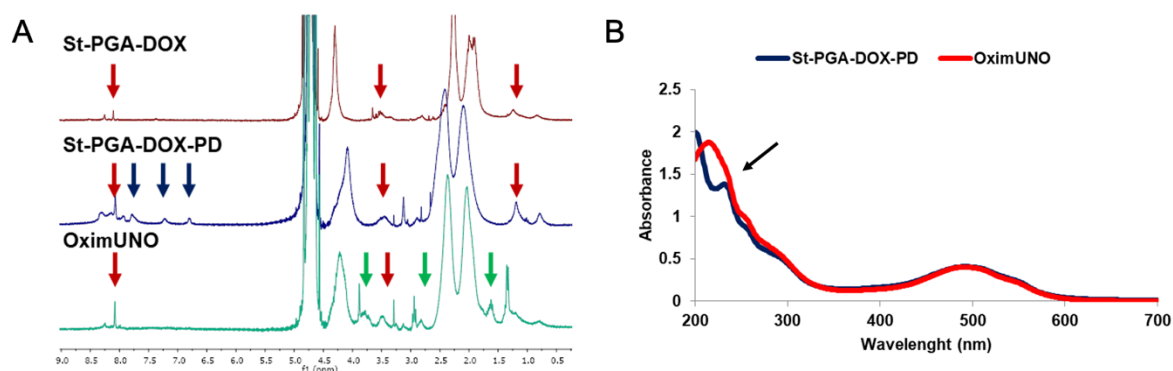 A
St-PGA-DOX
St-PGA-DOX-PD
OximUNO
9.0 8.5 8.0 7.5 7.0 6.5 6.0 5.5 5.0 4.5 4.0 3.5 3.0 2.5 2.0 1.5 1.0 0.5
f1 (ppm)
B
St-PGA-DOX-PD OximUNO
2.5
2
1.5
1
0.5
0
Absorbance
200 300 400 500 600 700
Wavelenght (nm)